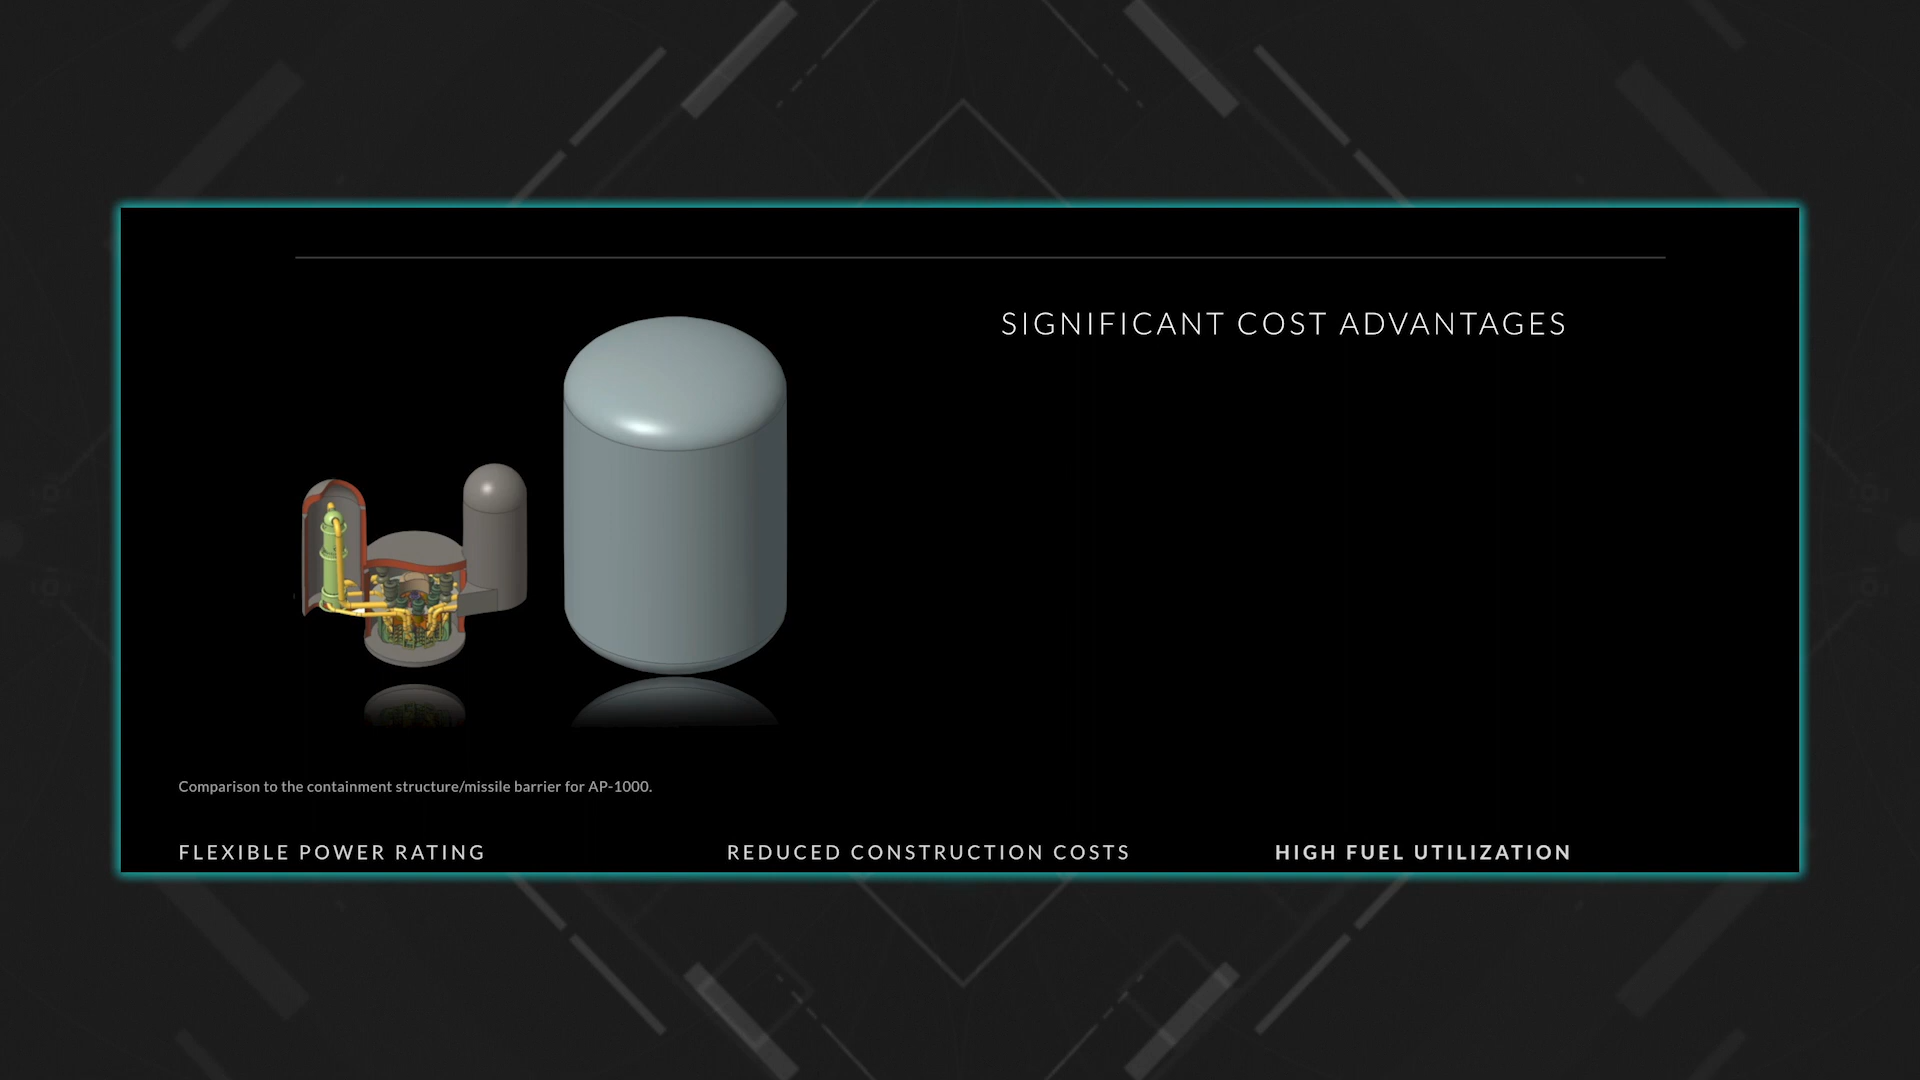 SIGNIFICANT COST ADVANTAGES
Comparison to the containment structure/missile barrier for AP-1000.
FLEXIBLE POWER RATING
REDUCED CONSTRUCTION COSTS
HIGH FUEL UTILIZATION